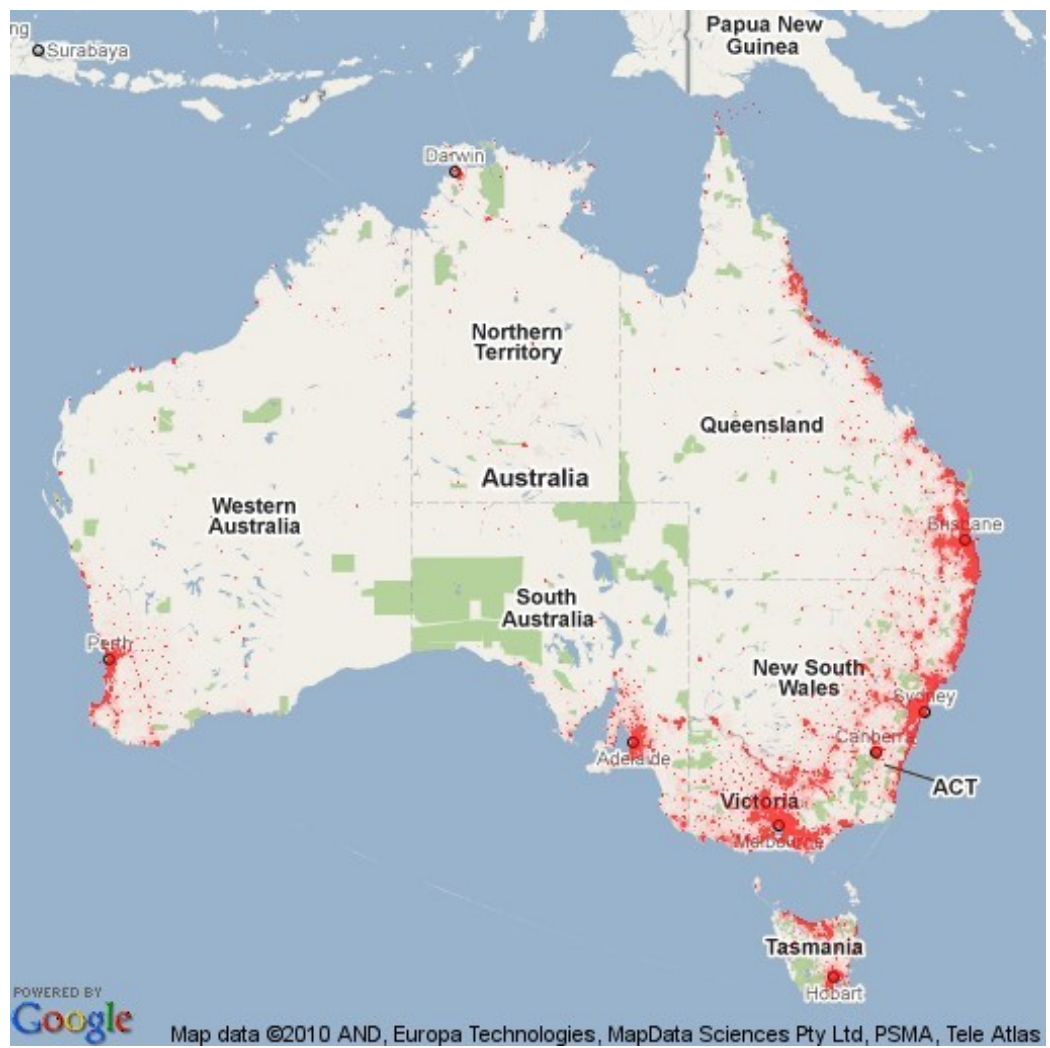 ng
Surabaya
Papua New
Guinea
Darwin
Northern
Territory
Queensland
Australia
Western
Australia
Brisbane
South
Australia
Perth
New South
Wales
Sydney
Canberra
Adelaide
ACT
Victoria
Melbourne
Tasmania
Hobart
POWERED BY
Google
Map data ©2010 AND, Europa Technologies, MapData Sciences Pty Ltd, PSMA, Tele Atlas